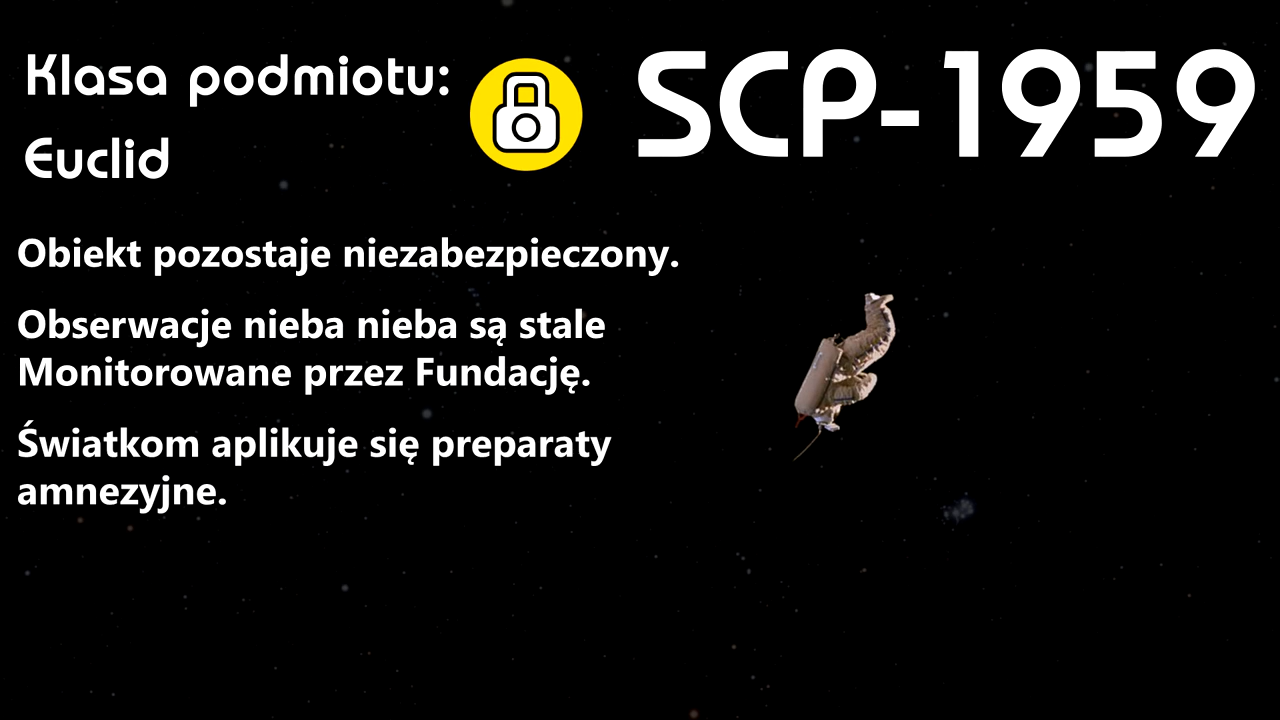 Klasa podmiotu:
Euclid
SCP-1959
Obiekt pozostaje niezabezpieczony.
Obserwacje nieba nieba są stale
Monitorowane przez Fundację.
Światkom aplikuje się preparaty
amnezyjne.